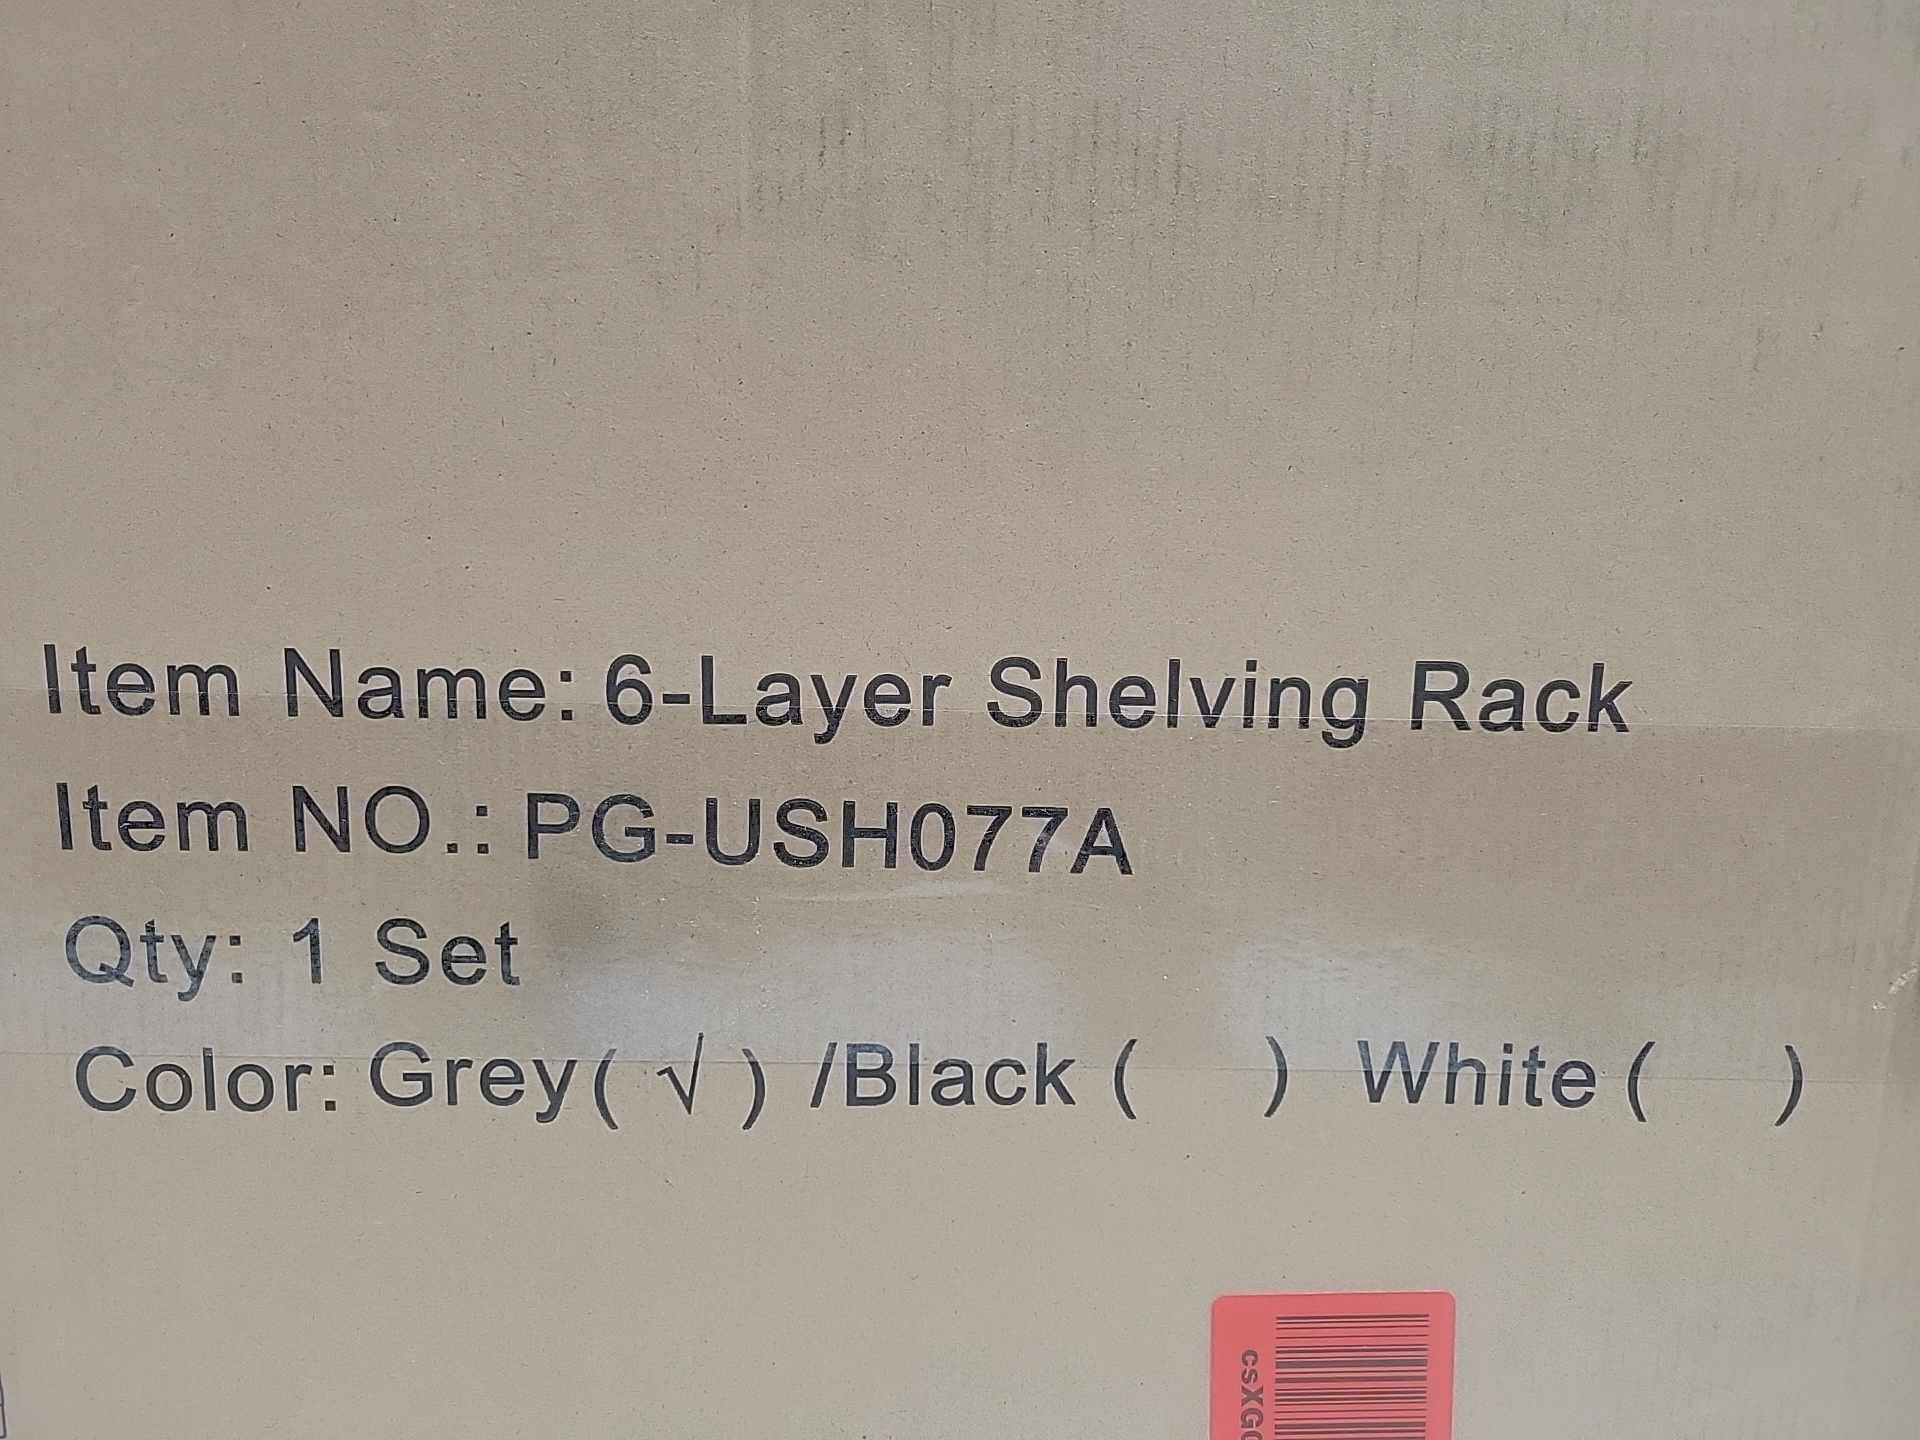 Item Name: 6-Layer Shelving Rack
Item NO.: PG-USH077A
Qty: 1 Set
Color: Grey( √ ) /Black ( ) White ( )